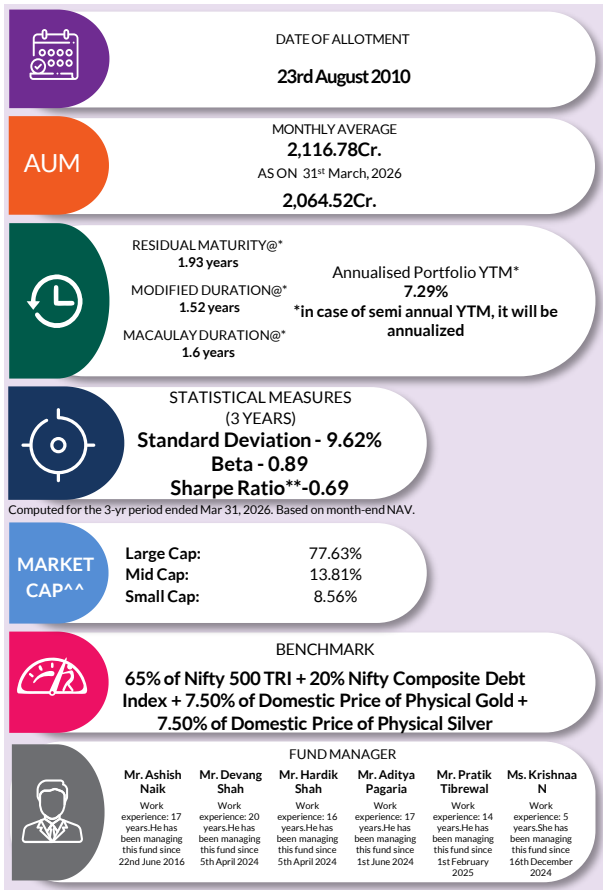 DATE OF ALLOTMENT
23rd August 2010
AUM
MONTHLY AVERAGE
2,116.78Cr.
AS ON 31st March, 2026
2,064.52Cr.
RESIDUAL MATURITY@*
1.93 years
MODIFIED DURATION@*
1.52 years
MACAULAY DURATION@*
1.6 years
Annualised Portfolio YTM*
7.29%
*in case of semi annual YTM, it will be
annualized
STATISTICAL MEASURES
(3 YEARS)
Standard Deviation - 9.62%
Beta - 0.89
Sharpe Ratio**-0.69
Computed for the 3-yr period ended Mar 31, 2026. Based on month-end NAV.
MARKET
CAP^^
Large Cap: 77.63%
Mid Cap: 13.81%
Small Cap: 8.56%
BENCHMARK
65% of Nifty 500 TRI + 20% Nifty Composite Debt
Index + 7.50% of Domestic Price of Physical Gold +
7.50% of Domestic Price of Physical Silver
FUND MANAGER
Mr. Ashish
Naik
Work
experience: 17
years.He has
been managing
this fund since
22nd June 2016
Mr. Devang
Shah
Work
experience: 20
years.He has
been managing
this fund since
5th April 2024
Mr. Hardik
Shah
Work
experience: 16
years.He has
been managing
this fund since
5th April 2024
Mr. Aditya
Pagaria
Work
experience: 17
years.He has
been managing
this fund since
1st June 2024
Mr. Pratik
Tibrewal
Work
experience: 14
years.He has
been managing
this fund since
1st February
2025
Ms. Krishnaa
N
Work
experience: 5
years.She has
been managing
this fund since
16th December
2024